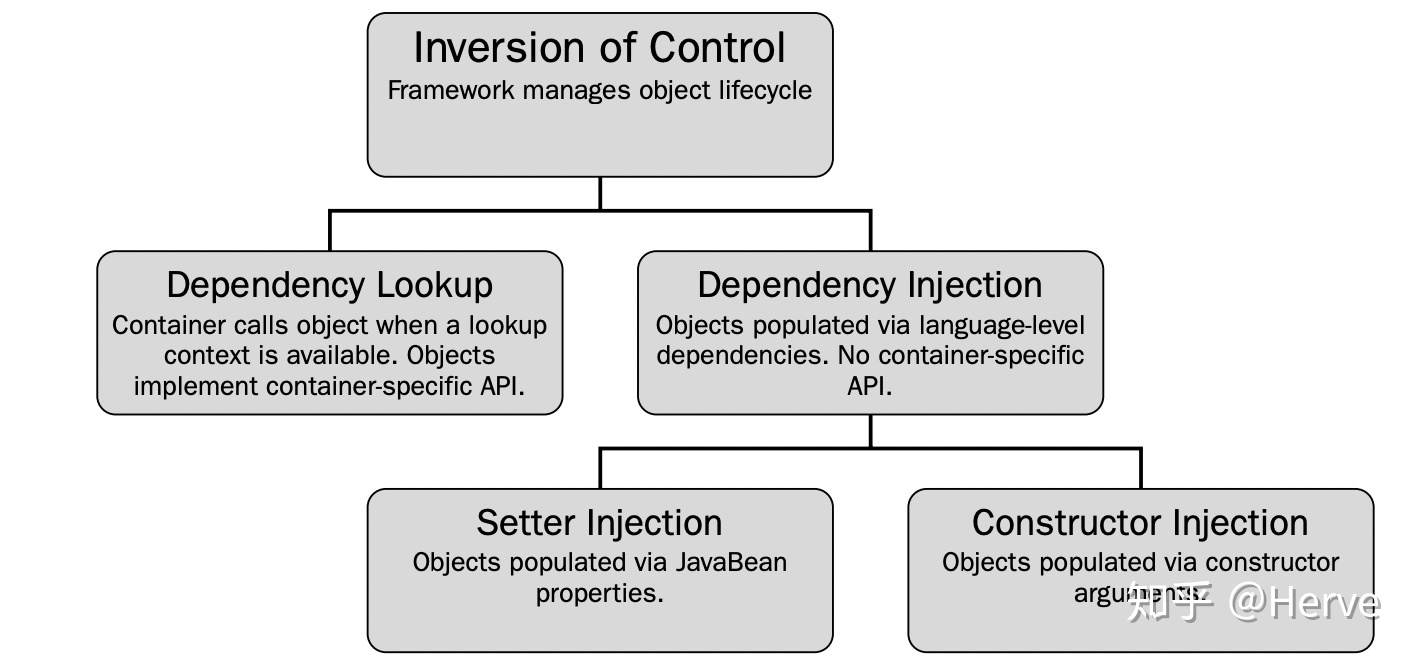 Inversion of Control
Framework manages object lifecycle
Dependency Lookup
Container calls object when a lookup
context is available. Objects
implement container-specific API.
Dependency Injection
Objects populated via language-level
dependencies. No container-specific
API.
Setter Injection
Objects populated via JavaBean
properties.
Constructor Injection
Objects populated via constructor
arguments.
知乎 @Herve